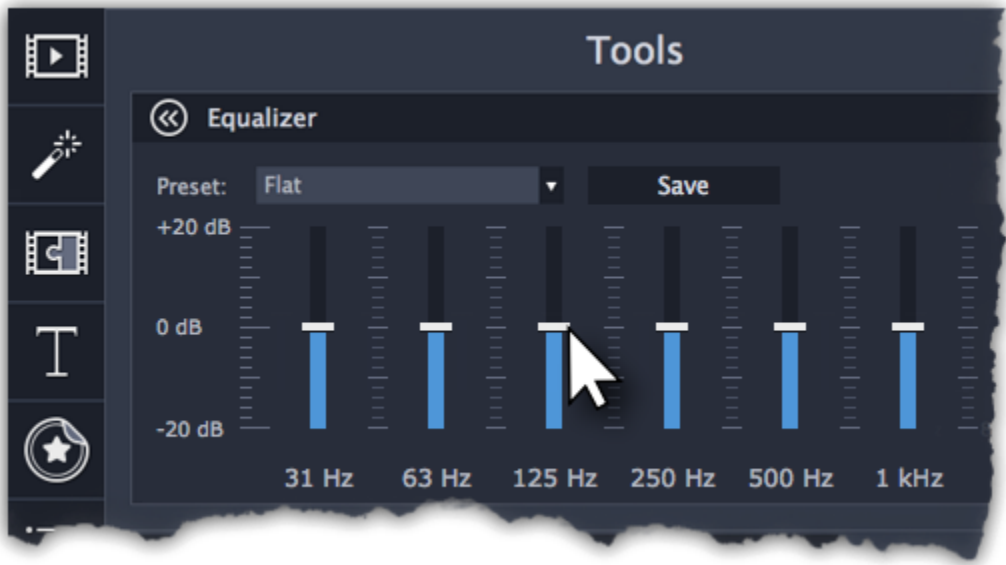 Tools
Equalizer
Preset: Flat Save
+20 dB
0 dB
-20 dB
31 Hz 63 Hz 125 Hz 250 Hz 500 Hz 1 kHz